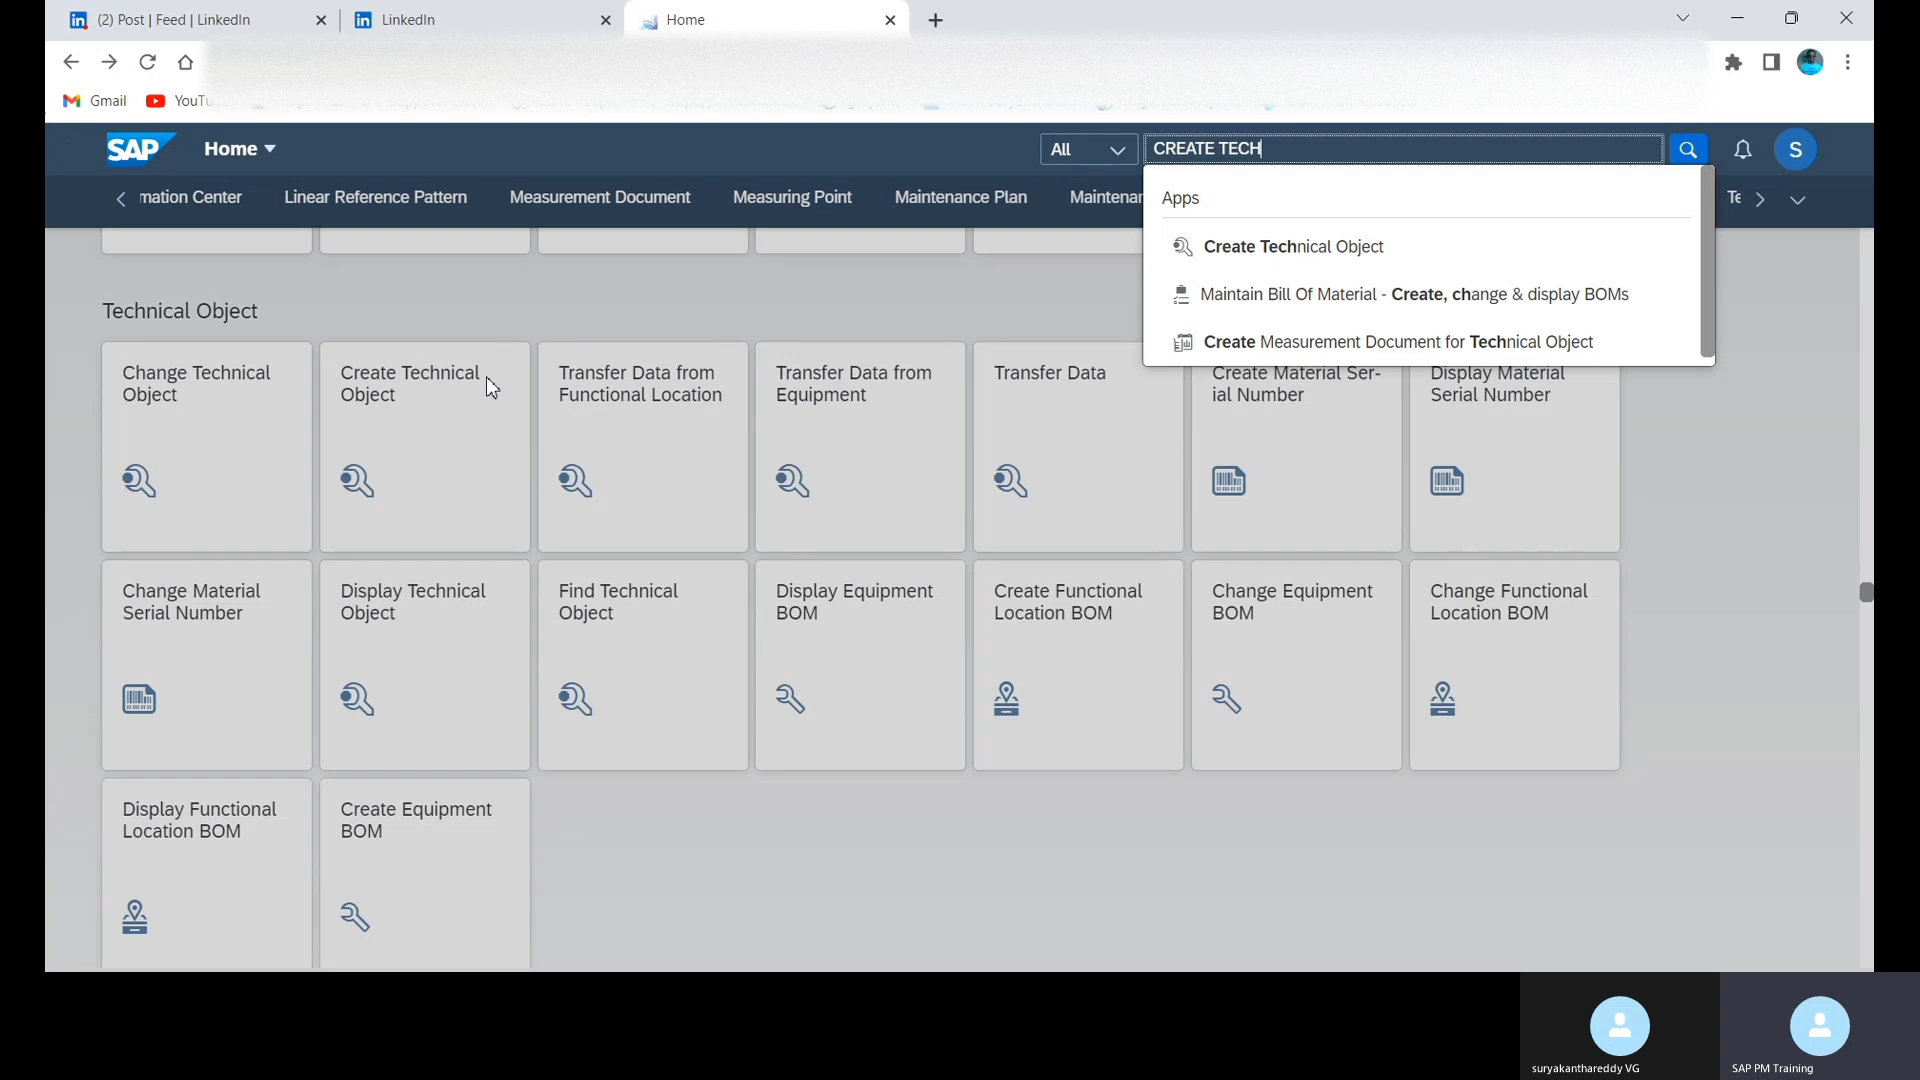 (2) Post | Feed | LinkedIn
LinkedIn
Home
Gmail
YouTu
SAP
Home
All
CREATE TECH
S
mation Center
Linear Reference Pattern
Measurement Document
Measuring Point
Maintenance Plan
Maintenan
Te
Apps
Create Technical Object
Maintain Bill Of Material - Create, change & display BOMs
Create Measurement Document for Technical Object
Technical Object
Change Technical
Object
Create Technical
Object
Transfer Data from
Functional Location
Transfer Data from
Equipment
Transfer Data
Create Material Ser-
ial Number
Display Material
Serial Number
Change Material
Serial Number
Display Technical
Object
Find Technical
Object
Display Equipment
BOM
Create Functional
Location BOM
Change Equipment
BOM
Change Functional
Location BOM
Display Functional
Location BOM
Create Equipment
BOM
suryakanthareddy VG
SAP PM Training